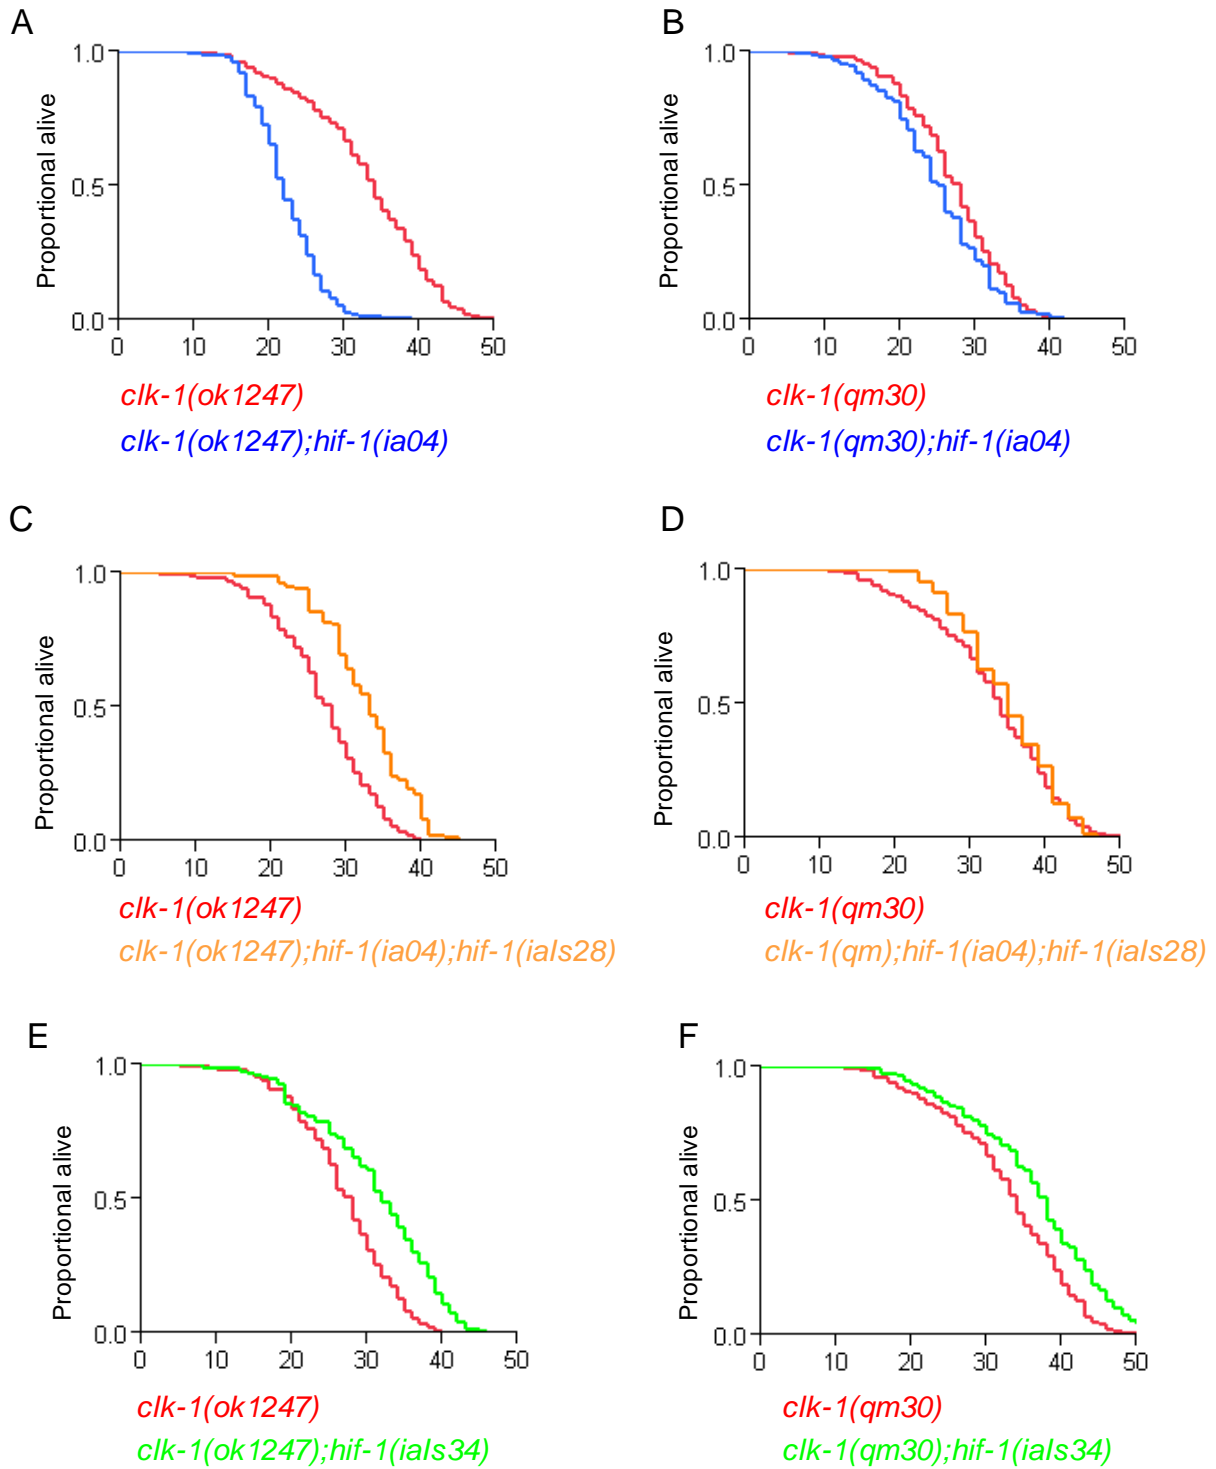 A
B
Proportional alive
1.0
0.5
0.0
0 10 20 30 40 50
clk-1(ok1247)
clk-1(ok1247);hif-1(ia04)
Proportional alive
1.0
0.5
0.0
0 10 20 30 40 50
clk-1(qm30)
clk-1(qm30);hif-1(ia04)
C
D
Proportional alive
1.0
0.5
0.0
0 10 20 30 40 50
clk-1(ok1247)
clk-1(ok1247);hif-1(ia04);hif-1(iaIs28)
Proportional alive
1.0
0.5
0.0
0 10 20 30 40 50
clk-1(qm30)
clk-1(qm);hif-1(ia04);hif-1(iaIs28)
E
F
Proportional alive
1.0
0.5
0.0
0 10 20 30 40 50
clk-1(ok1247)
clk-1(ok1247);hif-1(iaIs34)
Proportional alive
1.0
0.5
0.0
0 10 20 30 40 50
clk-1(qm30)
clk-1(qm30);hif-1(iaIs34)